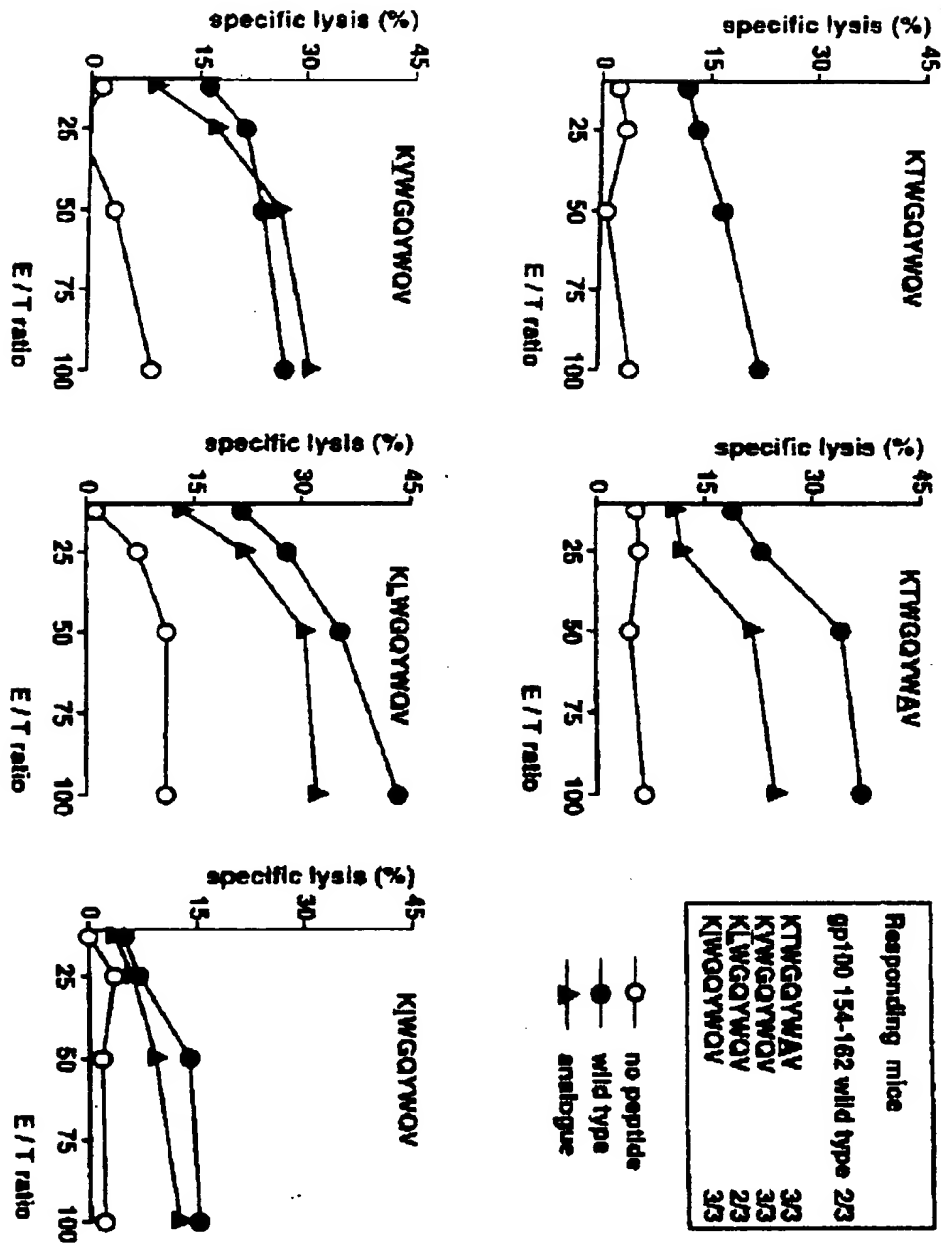 KTWGQYWQV
specific lysis (%)
45
30
15
0
25 50 75 100
KTWGQYWAV
specific lysis (%)
45
30
15
0
25 50 75 100
Responding mice
gp100 154-162 wild type 2/3
KTWGQYWAV 3/3
KVWGQYWQV 3/3
KLWGQYWQV 2/3
KIWGQYWQV 3/3
no peptide
wild type
analogue
KVWGQYWQV
specific lysis (%)
45
30
15
0
25 50 75 100
E / T ratio
KLWGQYWQV
specific lysis (%)
45
30
15
0
25 50 75 100
E / T ratio
KIWGQYWQV
specific lysis (%)
45
30
15
0
25 50 75 100
E / T ratio